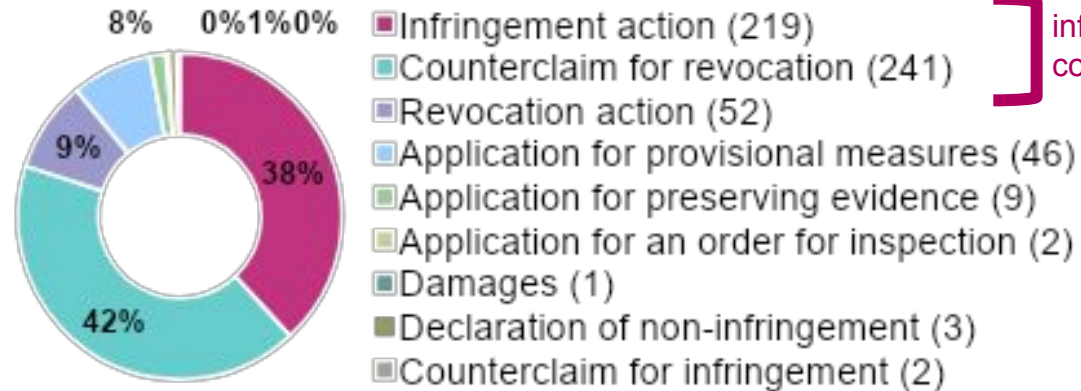 8% 0%1%0%
9%
38%
42%
Infringement action (219)
Counterclaim for revocation (241)
Revocation action (52)
Application for provisional measures (46)
Application for preserving evidence (9)
Application for an order for inspection (2)
Damages (1)
Declaration of non-infringement (3)
Counterclaim for infringement (2)